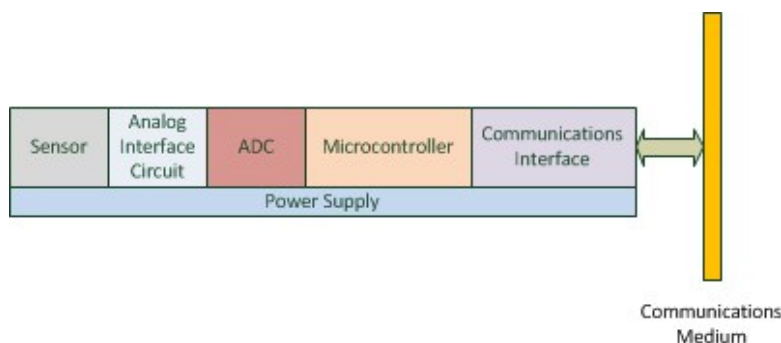 Sensor
Analog
Interface
Circuit
ADC
Microcontroller
Communications
Interface
Power Supply
Communications
Medium